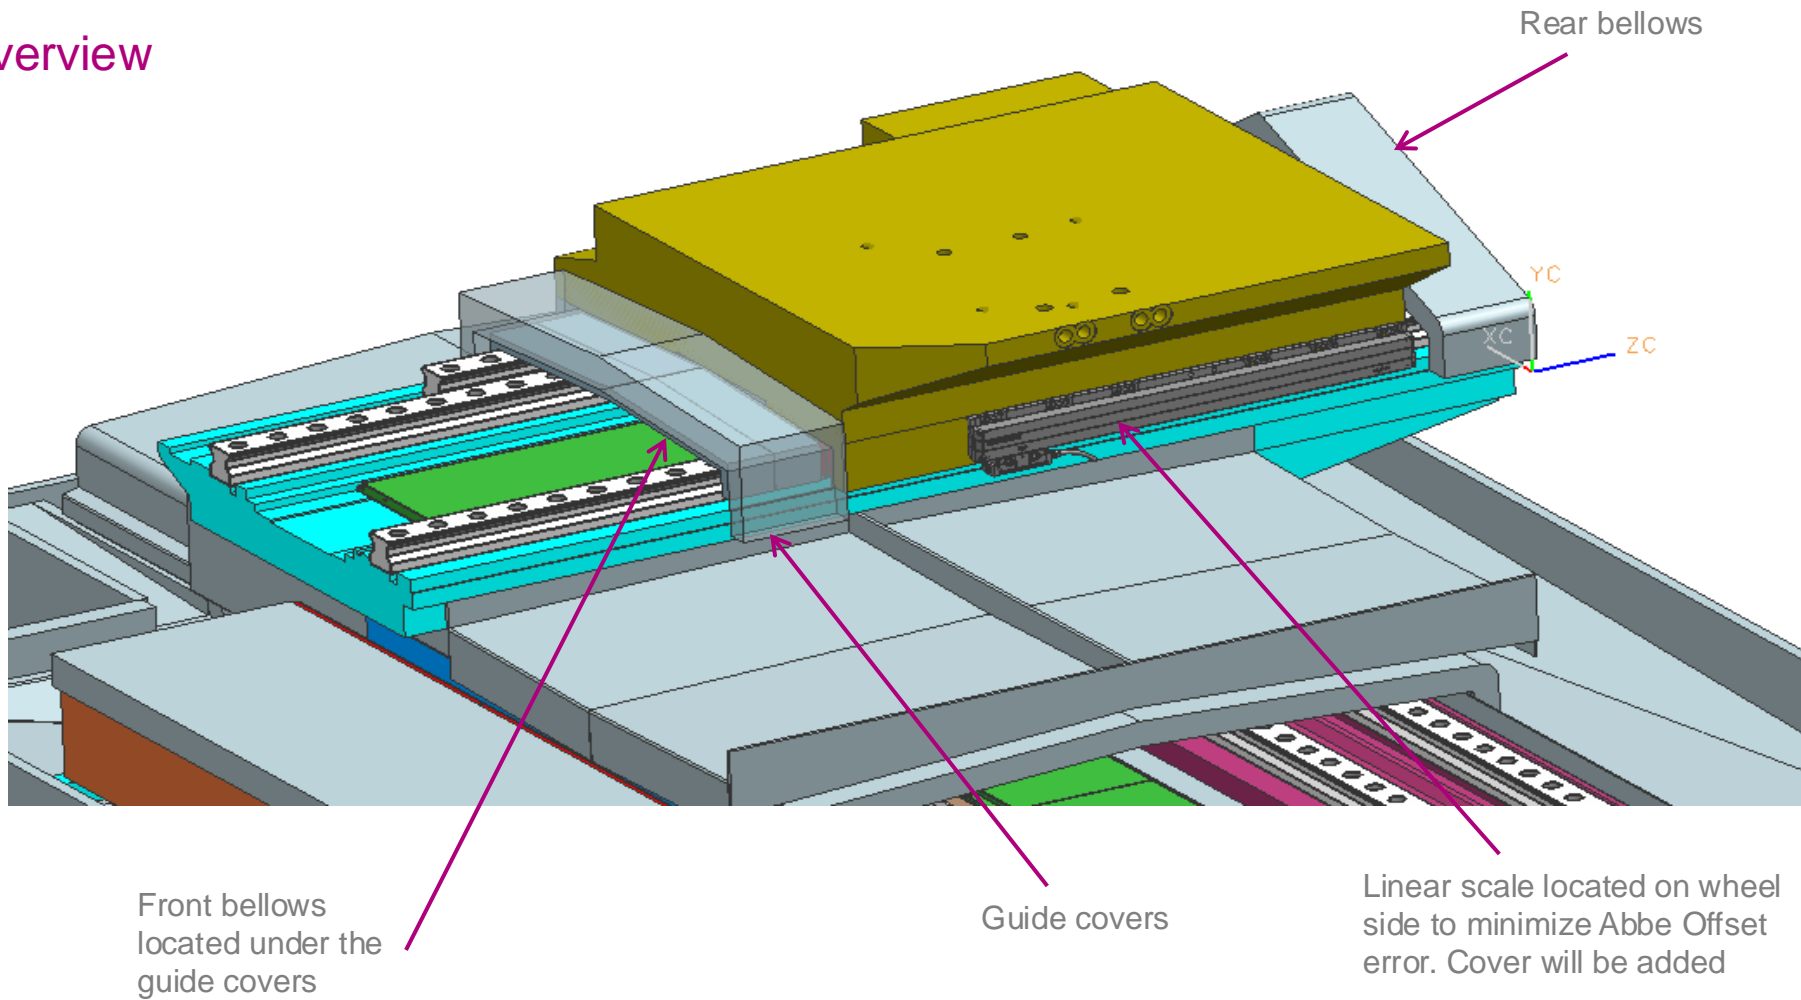 verview
Rear bellows
YC
XC
ZC
Front bellows
located under the
guide covers
Guide covers
Linear scale located on wheel
side to minimize Abbe Offset
error. Cover will be added